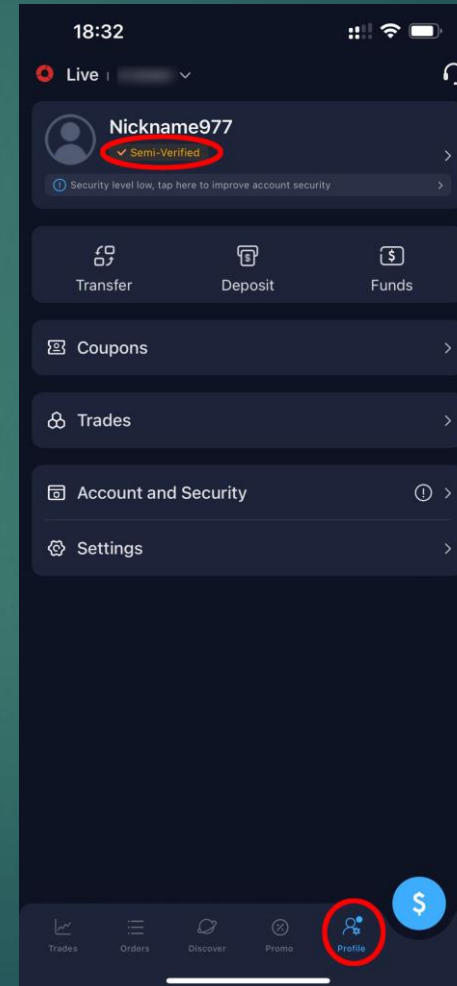 18:32
Live
Nickname977
Semi-Verified
Security level low, tap here to improve account security
Transfer Deposit Funds
Coupons
Trades
Account and Security
Settings
$
Trades Orders Discover Promo Profile